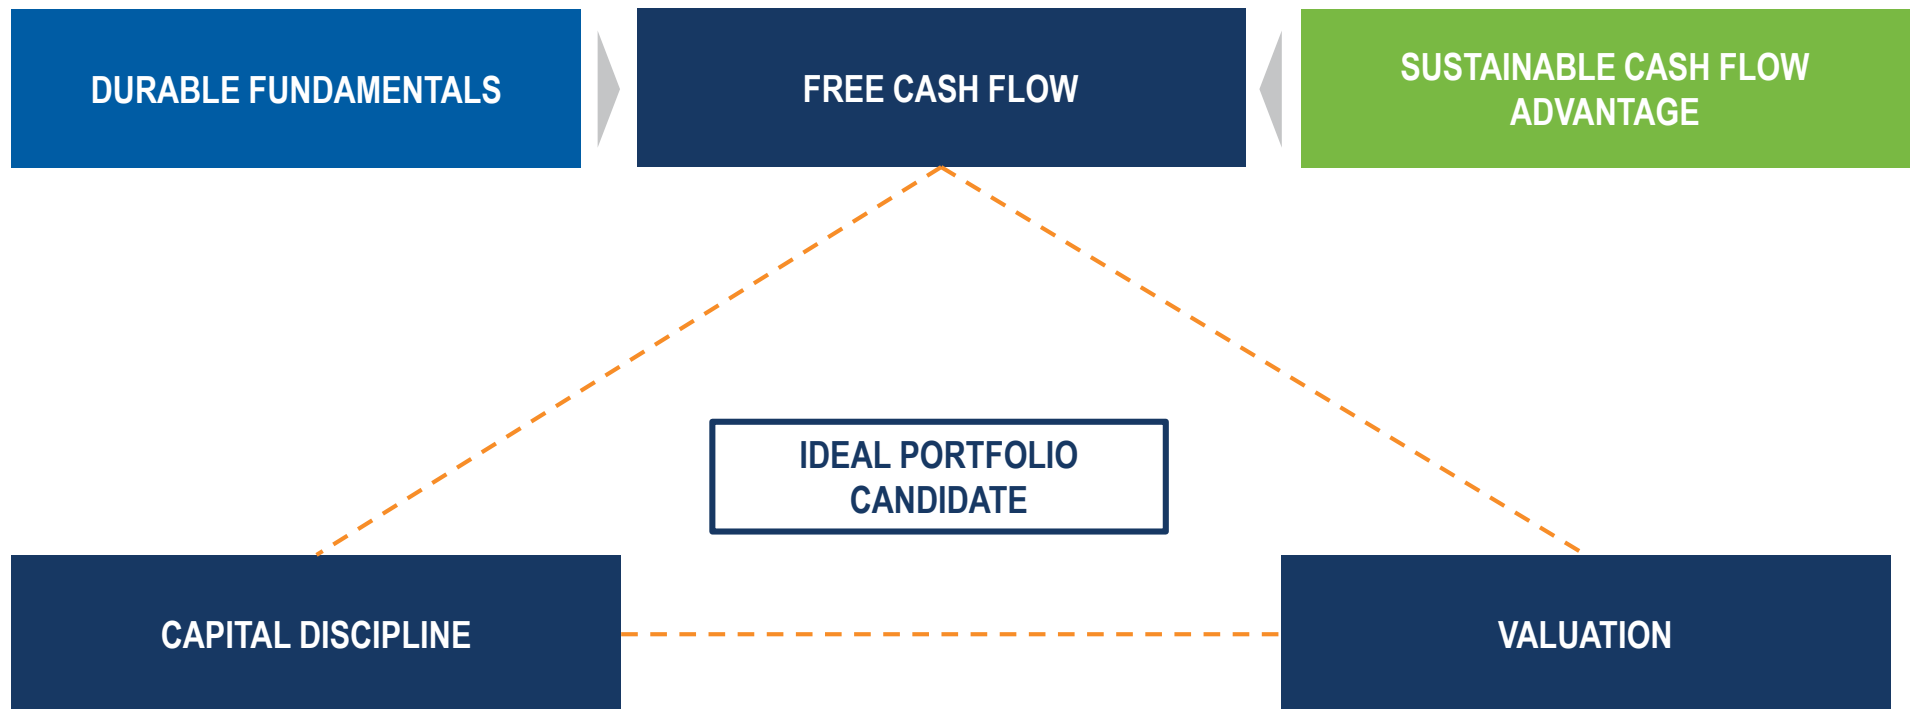 DURABLE FUNDAMENTALS
FREE CASH FLOW
SUSTAINABLE CASH FLOW
ADVANTAGE
IDEAL PORTFOLIO
CANDIDATE
CAPITAL DISCIPLINE
VALUATION